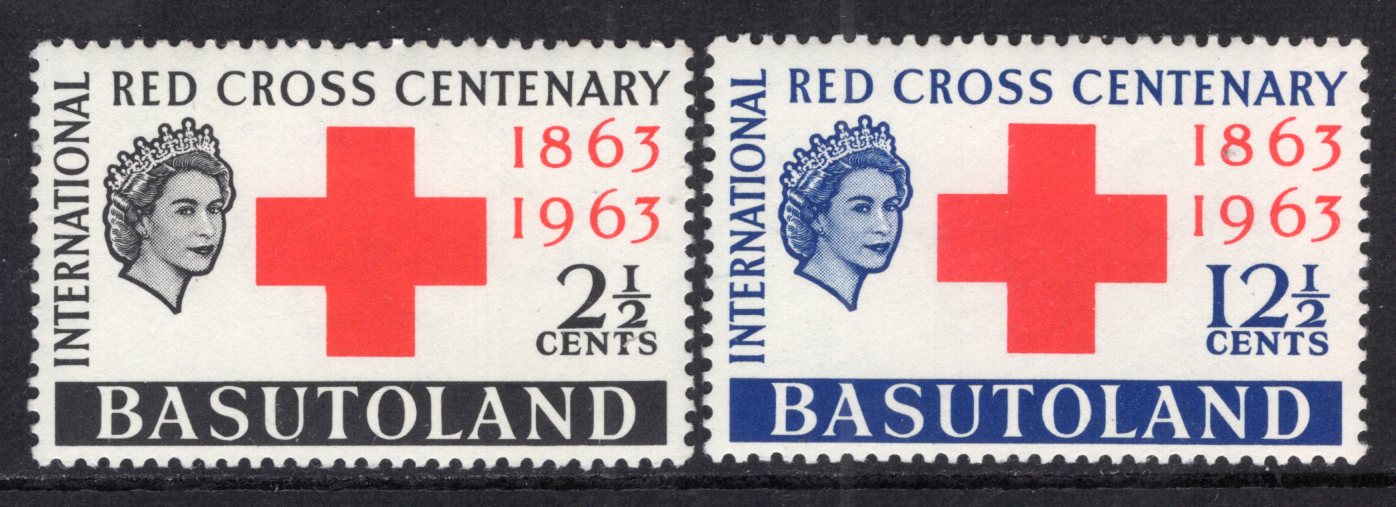 INTERNATIONAL
RED CROSS CENTENARY
1863
1963
2½
CENTS
BASUTOLAND
INTERNATIONAL
RED CROSS CENTENARY
1863
1963
12½
CENTS
BASUTOLAND